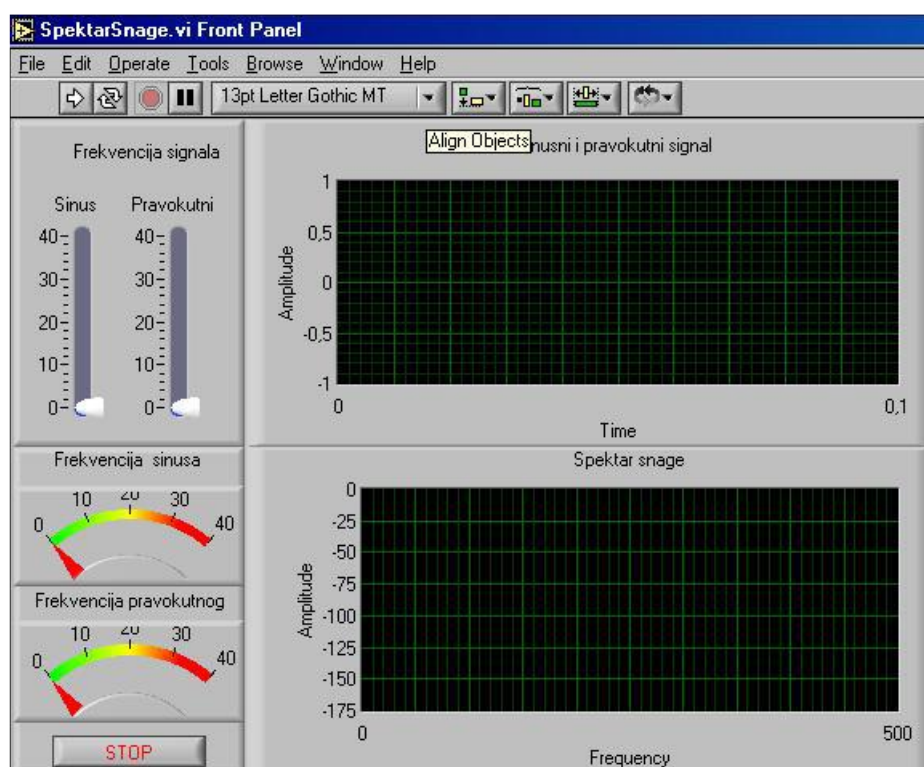 SpektarSnage.vi Front Panel
File Edit Operate Tools Browse Window Help
13pt Letter Gothic MT
Align Objects
nusni i pravokutni signal
Frekvencija signala
Sinus Pravokutni
40 40
30 30
20 20
10 10
0 0
1
0,5
0
-0,5
-1
Amplitude
0 0,1
Time
Frekvencija sinusa
0 10 20 30 40
Frekvencija pravokutnog
0 10 20 30 40
STOP
Spektar snage
0
-25
-50
-75
-100
-125
-150
-175
Amplitude
0 500
Frequency